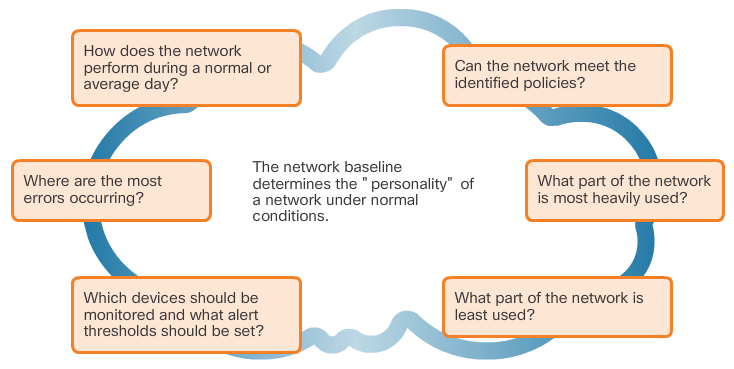 How does the network
perform during a normal or
average day?
Can the network meet the
identified policies?
Where are the most
errors occurring?
The network baseline
determines the "personality" of
a network under normal
conditions.
What part of the network
is most heavily used?
Which devices should be
monitored and what alert
thresholds should be set?
What part of the network is
least used?